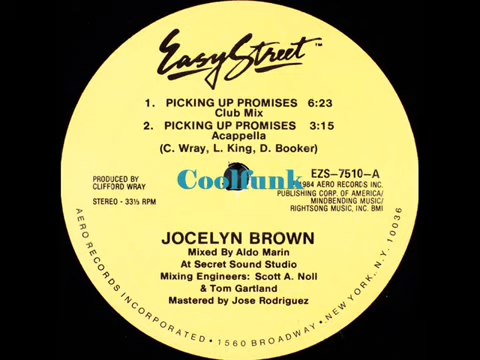 Easy Street™
1. PICKING UP PROMISES 6:23
Club Mix
2. PICKING UP PROMISES 3:15
Acappella
(C. Wray, L. King, D. Booker)
EZS-7510-A
PRODUCED BY
CLIFFORD WRAY
STEREO - 33⅓ RPM
Coolfunk
℗1984 AERO RECORDS INC.
PUBLISHING CORP. OF AMERICA/
MINDBENDING MUSIC/
RIGHTSONG MUSIC, INC. BMI
JOCELYN BROWN
Mixed By Aldo Marin
At Secret Sound Studio
Mixing Engineers: Scott A. Noll
& Tom Gartland
Mastered by Jose Rodriguez
AERO RECORDS INCORPORATED • 1560 BROADWAY • NEW YORK, N.Y. 10036